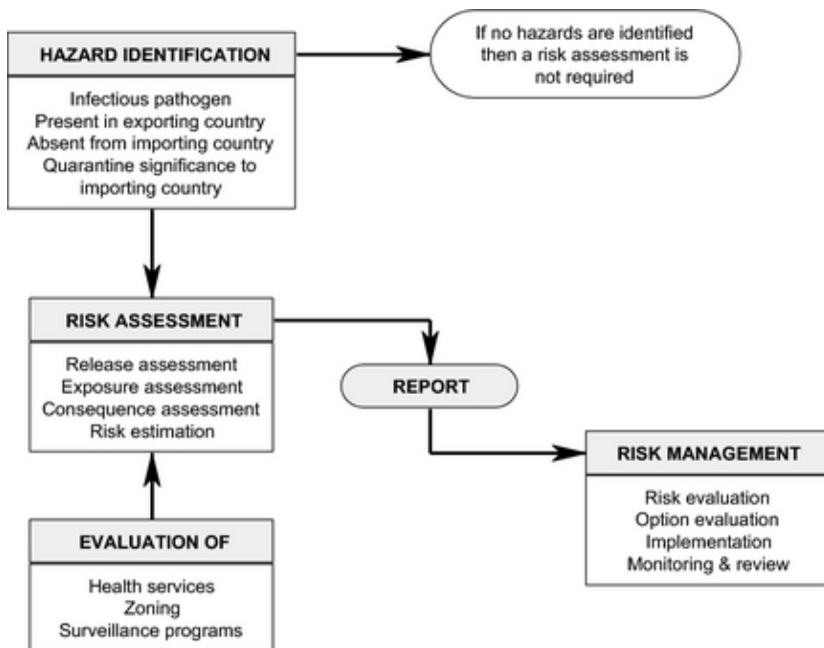 HAZARD IDENTIFICATION
Infectious pathogen
Present in exporting country
Absent from importing country
Quarantine significance to
importing country
If no hazards are identified
then a risk assessment is
not required
RISK ASSESSMENT
Release assessment
Exposure assessment
Consequence assessment
Risk estimation
REPORT
RISK MANAGEMENT
Risk evaluation
Option evaluation
Implementation
Monitoring & review
EVALUATION OF
Health services
Zoning
Surveillance programs